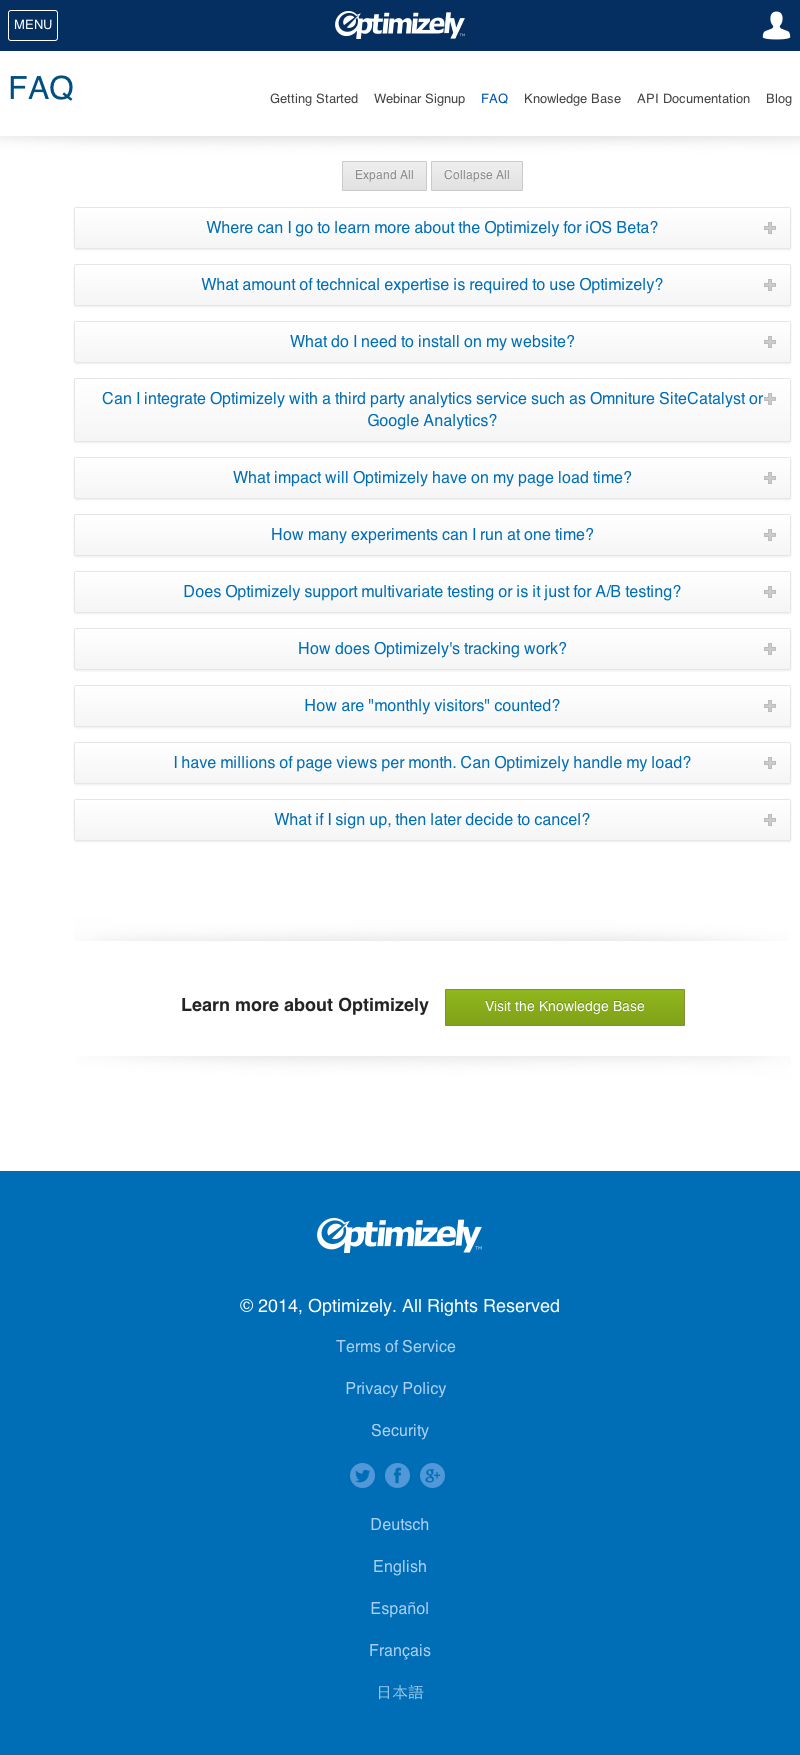 MENU
Optimizely
FAQ
Getting Started
Webinar Signup
FAQ
Knowledge Base
API Documentation
Blog
Expand All
Collapse All
Where can I go to learn more about the Optimizely for iOS Beta?
What amount of technical expertise is required to use Optimizely?
What do I need to install on my website?
Can I integrate Optimizely with a third party analytics service such as Omniture SiteCatalyst or
Google Analytics?
What impact will Optimizely have on my page load time?
How many experiments can I run at one time?
Does Optimizely support multivariate testing or is it just for A/B testing?
How does Optimizely's tracking work?
How are "monthly visitors" counted?
I have millions of page views per month. Can Optimizely handle my load?
What if I sign up, then later decide to cancel?
Learn more about Optimizely
Visit the Knowledge Base
Optimizely™
© 2014, Optimizely. All Rights Reserved
Terms of Service
Privacy Policy
Security
Deutsch
English
Español
Français
日本語